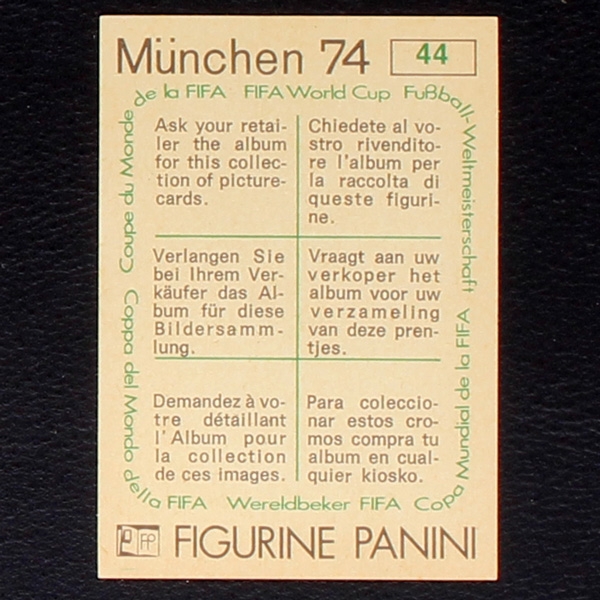 München 74
44
Coupe du Monde de la FIFA
FIFA World Cup
Fußball-Weltmeisterschaft
Ask your retai-
ler the album
for this collec-
tion of picture-
cards.
Chiedete al vo-
stro rivendito-
re l'album per
la raccolta di
queste figuri-
ne.
Verlangen Sie
bei Ihrem Ver-
käufer das Al-
bum für diese
Bildersamm-
lung.
Vraagt aan uw
verkoper het
album voor uw
verzameling
van deze pren-
tjes.
Demandez à vo-
tre détaillant
l'Album pour
la collection
de ces images.
Para coleccio-
nar estos cro-
mos compra tu
album en cual-
quier kiosko.
Coppa del Mondo della FIFA
Wereldbeker FIFA
Copa Mundial de la FIFA
FP
FIGURINE PANINI